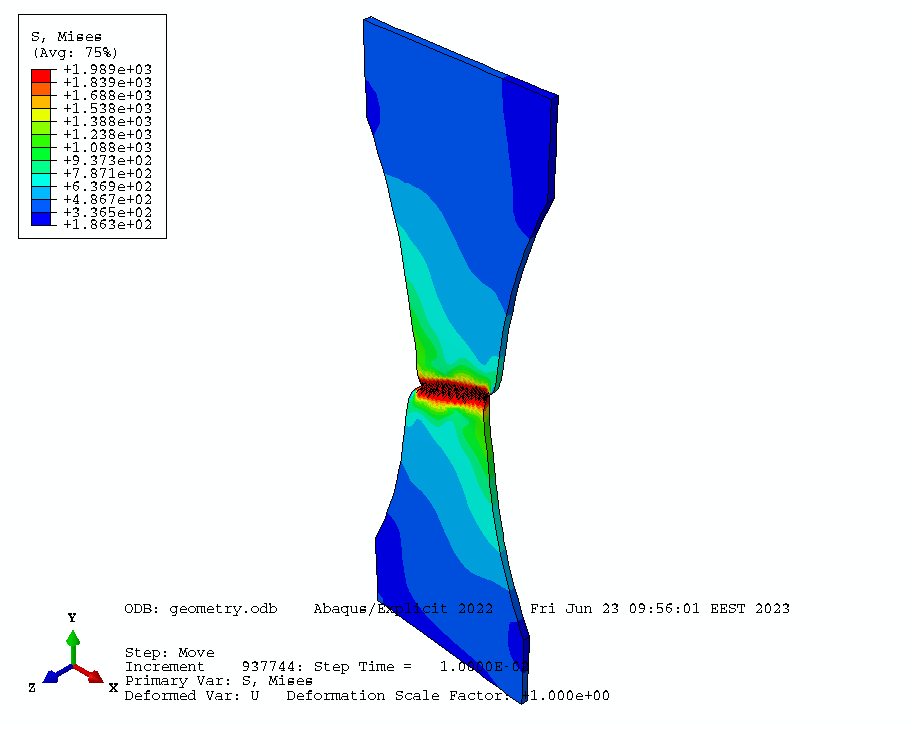 S, Mises
(Avg: 75%)
+1.989e+03
+1.839e+03
+1.688e+03
+1.538e+03
+1.388e+03
+1.238e+03
+1.088e+03
+9.373e+02
+7.871e+02
+6.369e+02
+4.867e+02
+3.365e+02
+1.863e+02
ODB: geometry.odb Abaqus/Explicit 2022 Fri Jun 23 09:56:01 EEST 2023
Y
Z
X
Step: Move
Increment 937744: Step Time = 1.0000E-02
Primary Var: S, Mises
Deformed Var: U Deformation Scale Factor: +1.000e+00